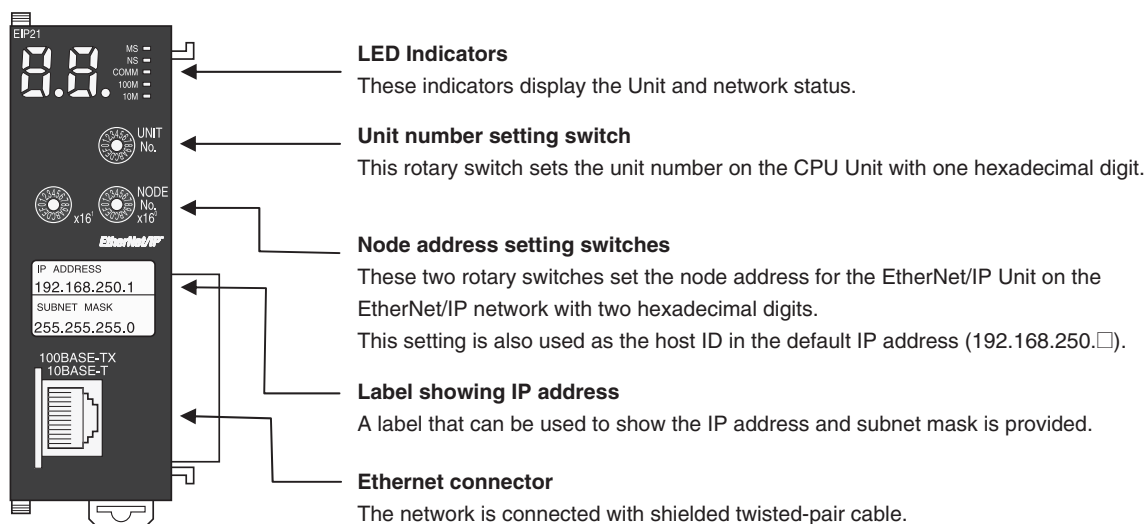 EIP21
8.8.
MS
NS
COMM
100M
10M
UNIT
No.
NODE
No.
x16¹
x16⁰
EtherNet/IP™
IP ADDRESS
192.168.250.1
SUBNET MASK
255.255.255.0
100BASE-TX
10BASE-T
LED Indicators
These indicators display the Unit and network status.
Unit number setting switch
This rotary switch sets the unit number on the CPU Unit with one hexadecimal digit.
Node address setting switches
These two rotary switches set the node address for the EtherNet/IP Unit on the
EtherNet/IP network with two hexadecimal digits.
This setting is also used as the host ID in the default IP address (192.168.250.□).
Label showing IP address
A label that can be used to show the IP address and subnet mask is provided.
Ethernet connector
The network is connected with shielded twisted-pair cable.